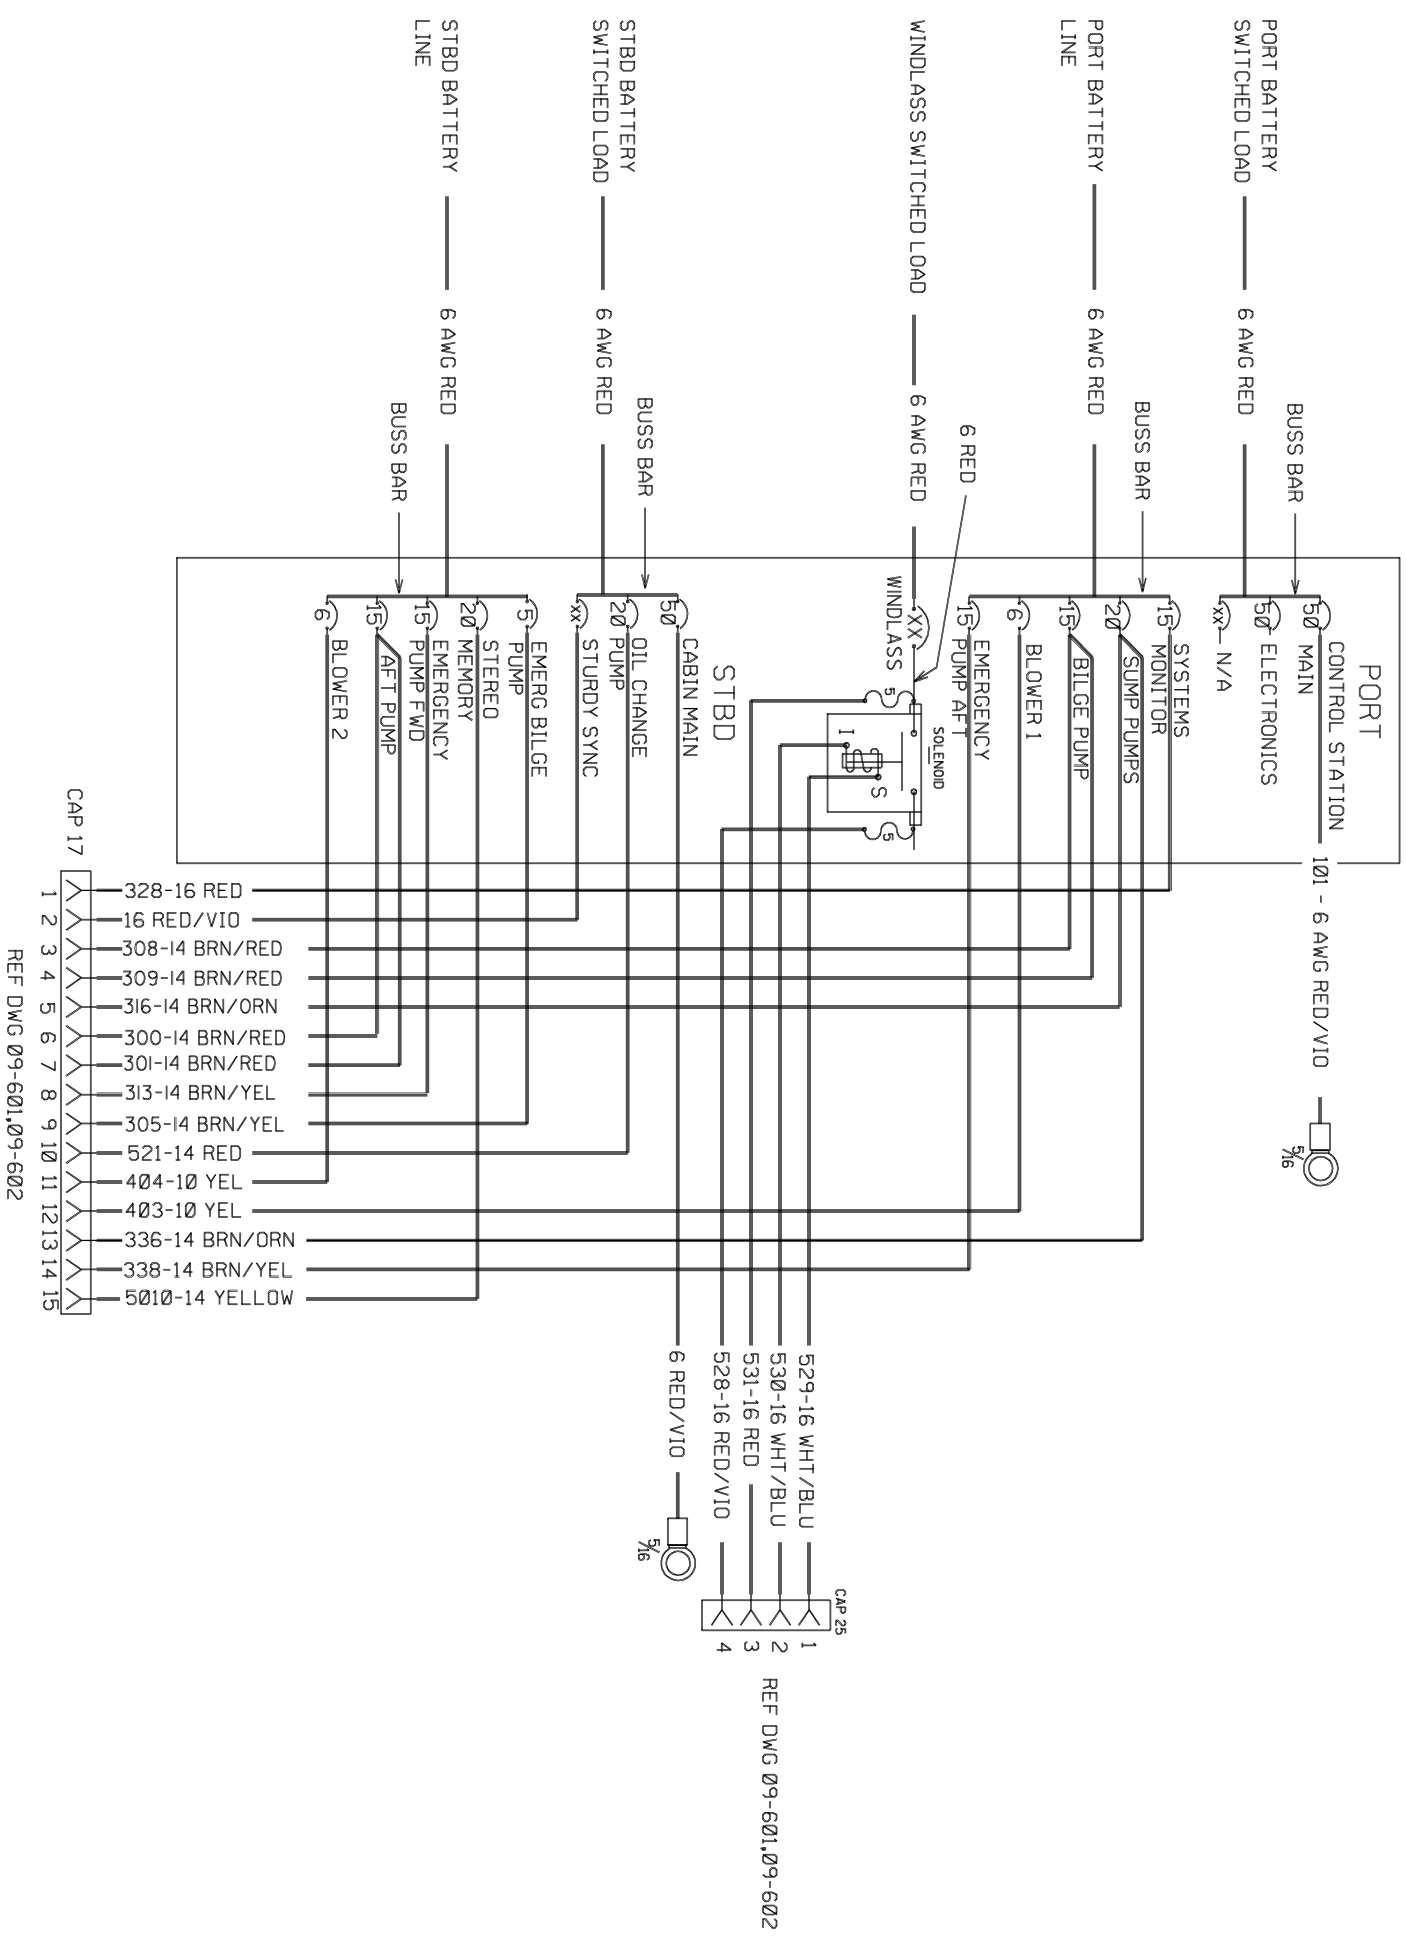 PORT BATTERY
SWITCHED LOAD
6 AWG RED
BUSS BAR
PORT
50
CONTROL STATION
MAIN
50
ELECTRONICS
xx
N/A
101 - 6 AWG RED/VIO
5/16
PORT BATTERY
LINE
6 AWG RED
BUSS BAR
15
SYSTEMS
MONITOR
20
SUMP PUMPS
15
BILGE PUMP
6
BLOWER 1
15
EMERGENCY
PUMP AFT
WINDLASS SWITCHED LOAD
6 AWG RED
6 RED
XX
WINDLASS
SOLENOID
5
I
S
5
STBD BATTERY
SWITCHED LOAD
6 AWG RED
BUSS BAR
STBD
50
CABIN MAIN
20
OIL CHANGE
PUMP
xx
STURDY SYNC
STBD BATTERY
LINE
6 AWG RED
BUSS BAR
5
EMERG BILGE
PUMP
20
STEREO
MEMORY
15
EMERGENCY
PUMP FWD
15
AFT PUMP
6
BLOWER 2
CAP 17
1
328-16 RED
2
16 RED/VIO
3
308-14 BRN/RED
4
309-14 BRN/RED
5
316-14 BRN/ORN
6
300-14 BRN/RED
7
301-14 BRN/RED
8
313-14 BRN/YEL
9
305-14 BRN/YEL
10
521-14 RED
11
404-10 YEL
12
403-10 YEL
13
336-14 BRN/ORN
14
338-14 BRN/YEL
15
5010-14 YELLOW
REF DWG 09-601,09-602
529-16 WHT/BLU
530-16 WHT/BLU
531-16 RED
528-16 RED/VIO
6 RED/VIO
5/16
CAP 25
1
2
3
4
REF DWG 09-601,09-602